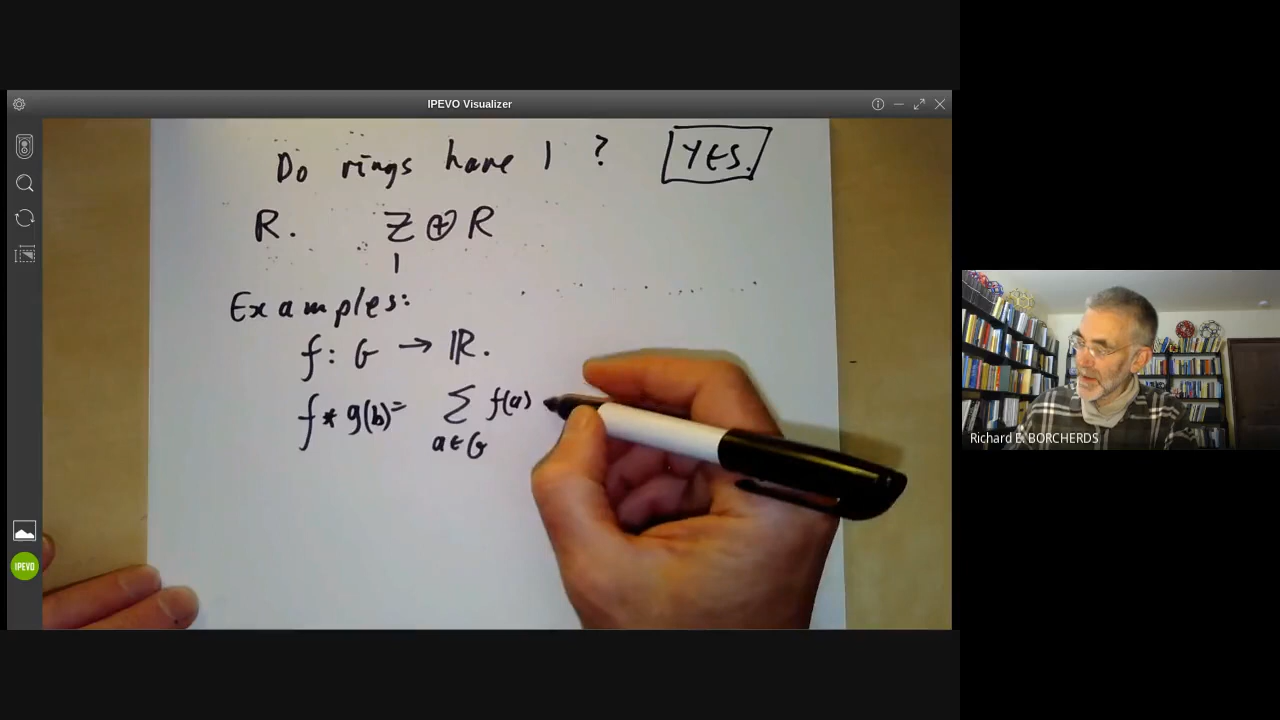 IPEVO Visualizer
Do rings have 1 ? YES.
R. Z ⊕ R
1
Examples:
f: G → R.
f * g(b) = Σ f(a)
a ∈ G
IPEVO
Richard E. BORCHERDS